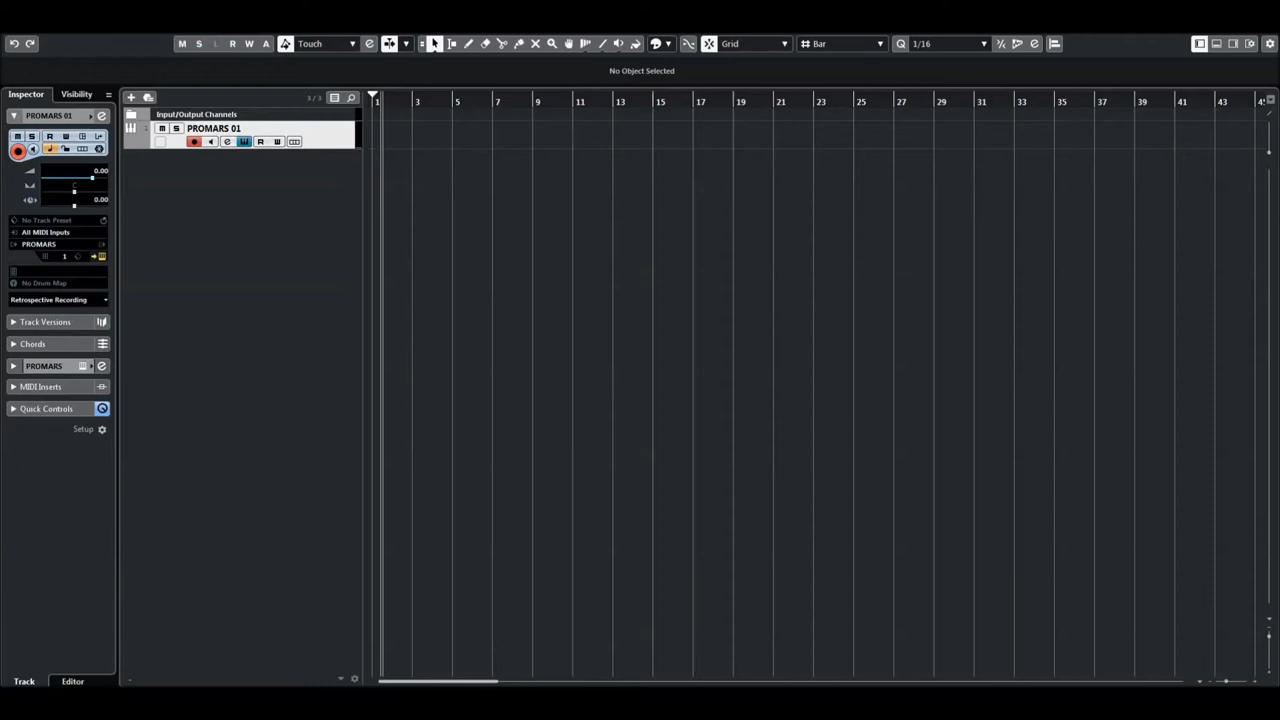 M S L R W A Touch Grid Bar Q 1/16
No Object Selected
Inspector Visibility
3/3
1 3 5 7 9 11 13 15 17 19 21 23 25 27 29 31 33 35 37 39 41 43
PROMARS 01
Input/Output Channels
1 M S PROMARS 01
R W
M S R W
0.00
C
0.00
No Track Preset
All MIDI Inputs
PROMARS
1
No Drum Map
Retrospective Recording
Track Versions
Chords
PROMARS
MIDI Inserts
Quick Controls
Setup
Track Editor